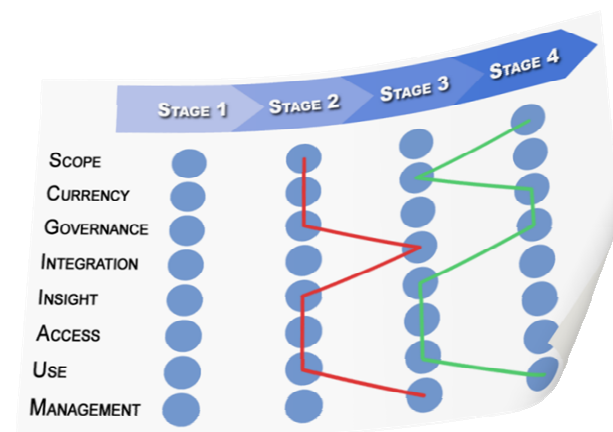 STAGE 1 STAGE 2 STAGE 3 STAGE 4
SCOPE
CURRENCY
GOVERNANCE
INTEGRATION
INSIGHT
ACCESS
USE
MANAGEMENT